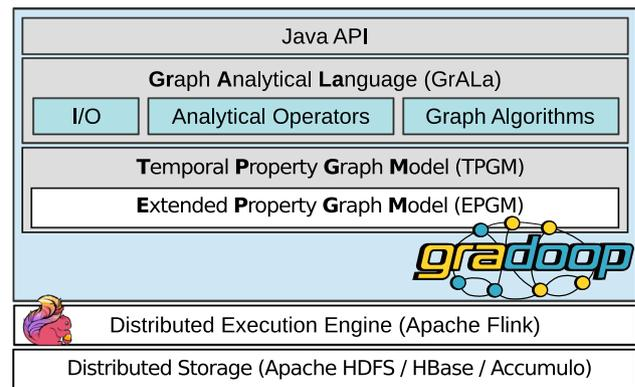 Java API
Graph Analytical Language (GrALa)
I/O
Analytical Operators
Graph Algorithms
Temporal Property Graph Model (TPGM)
Extended Property Graph Model (EPGM)
gradoop
Distributed Execution Engine (Apache Flink)
Distributed Storage (Apache HDFS / HBase / Accumulo)